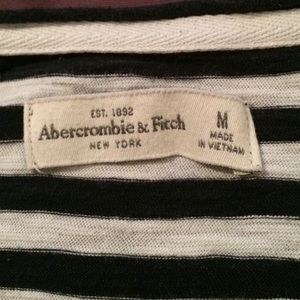 EST. 1892
Abercrombie & Fitch
NEW YORK
M
MADE
IN VIETNAM